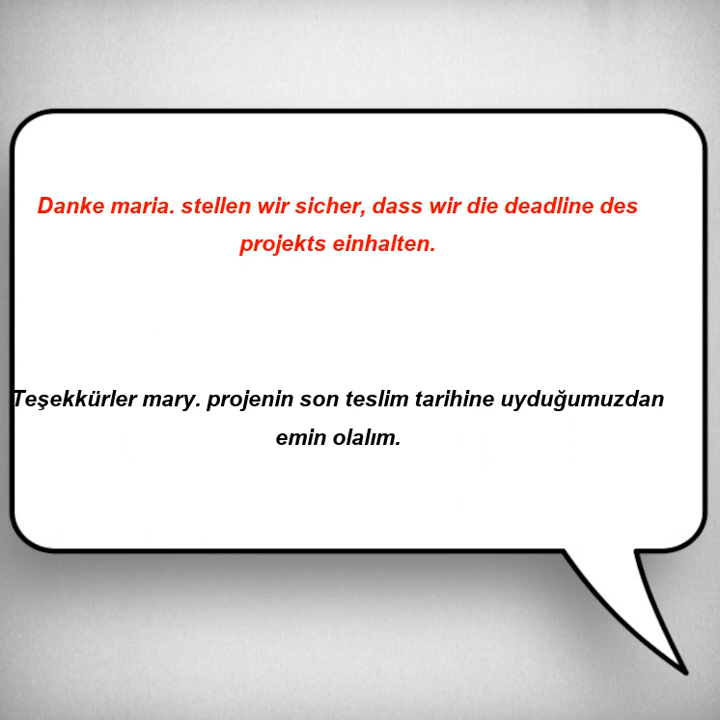 Danke maria. stellen wir sicher, dass wir die deadline des
projekts einhalten.
Teşekkürler mary. projenin son teslim tarihine uyduğumuzdan
emin olalım.